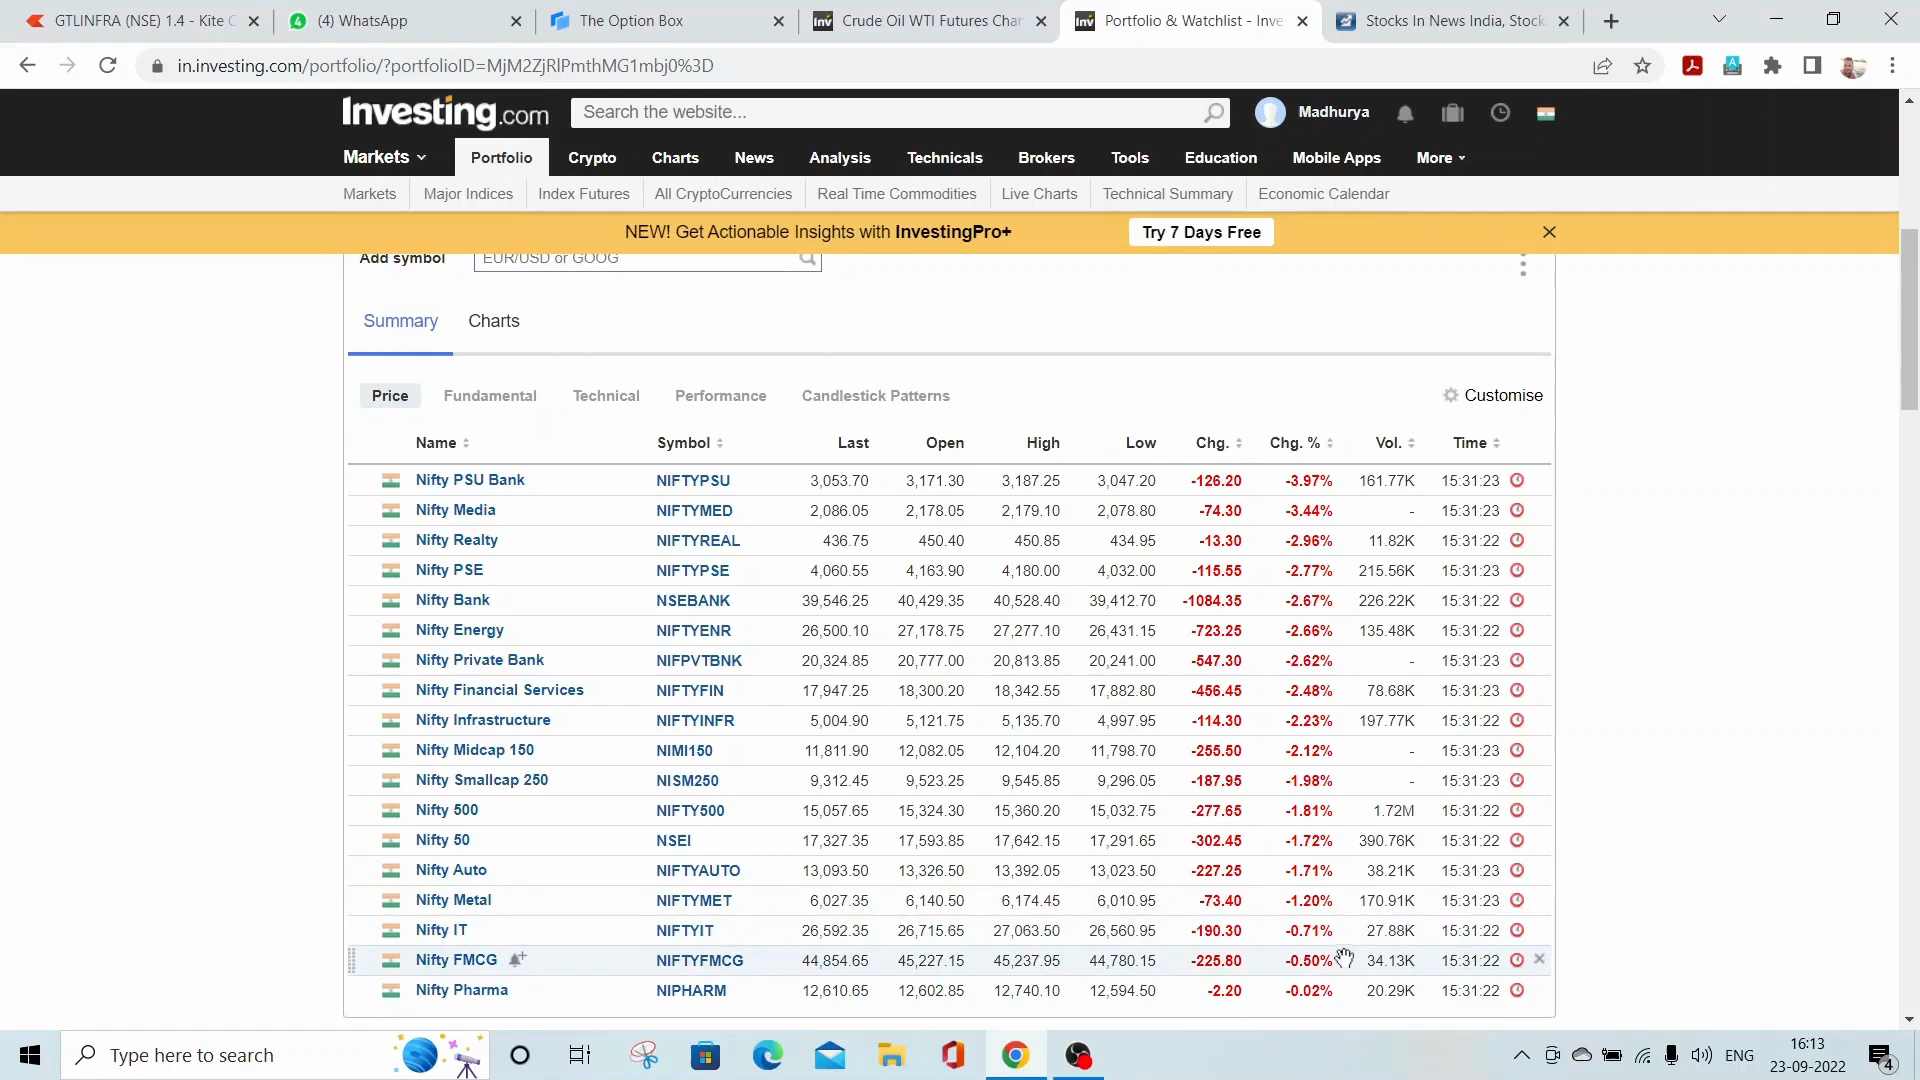 GTLINFRA (NSE) 1.4 - Kite C
(4) WhatsApp
The Option Box
Crude Oil WTI Futures Char
Portfolio & Watchlist - Inve
Stocks In News India, Stock
in.investing.com/portfolio/?portfolioID=MjM2ZjRlPmthMG1mbj0%3D
Investing.com
Search the website...
Madhurya
Markets Portfolio Crypto Charts News Analysis Technicals Brokers Tools Education Mobile Apps More
Markets Major Indices Index Futures All CryptoCurrencies Real Time Commodities Live Charts Technical Summary Economic Calendar
NEW! Get Actionable Insights with InvestingPro+ Try 7 Days Free
Add symbol EUR/USD or GOOG
Summary Charts
Price Fundamental Technical Performance Candlestick Patterns Customise
Name Symbol Last Open High Low Chg. Chg. % Vol. Time
Nifty PSU Bank NIFTYPSU 3,053.70 3,171.30 3,187.25 3,047.20 -126.20 -3.97% 161.77K 15:31:23
Nifty Media NIFTYMED 2,086.05 2,178.05 2,179.10 2,078.80 -74.30 -3.44% - 15:31:23
Nifty Realty NIFTYREAL 436.75 450.40 450.85 434.95 -13.30 -2.96% 11.82K 15:31:22
Nifty PSE NIFTYPSE 4,060.55 4,163.90 4,180.00 4,032.00 -115.55 -2.77% 215.56K 15:31:23
Nifty Bank NSEBANK 39,546.25 40,429.35 40,528.40 39,412.70 -1084.35 -2.67% 226.22K 15:31:22
Nifty Energy NIFTYENR 26,500.10 27,178.75 27,277.10 26,431.15 -723.25 -2.66% 135.48K 15:31:22
Nifty Private Bank NIFPVTBNK 20,324.85 20,777.00 20,813.85 20,241.00 -547.30 -2.62% - 15:31:23
Nifty Financial Services NIFTYFIN 17,947.25 18,300.20 18,342.55 17,882.80 -456.45 -2.48% 78.68K 15:31:23
Nifty Infrastructure NIFTYINFR 5,004.90 5,121.75 5,135.70 4,997.95 -114.30 -2.23% 197.77K 15:31:22
Nifty Midcap 150 NIMI150 11,811.90 12,082.05 12,104.20 11,798.70 -255.50 -2.12% - 15:31:23
Nifty Smallcap 250 NISM250 9,312.45 9,523.25 9,545.85 9,296.05 -187.95 -1.98% - 15:31:23
Nifty 500 NIFTY500 15,057.65 15,324.30 15,360.20 15,032.75 -277.65 -1.81% 1.72M 15:31:22
Nifty 50 NSEI 17,327.35 17,593.85 17,642.15 17,291.65 -302.45 -1.72% 390.76K 15:31:22
Nifty Auto NIFTYAUTO 13,093.50 13,326.50 13,392.05 13,023.50 -227.25 -1.71% 38.21K 15:31:22
Nifty Metal NIFTYMET 6,027.35 6,140.50 6,174.45 6,010.95 -73.40 -1.20% 170.91K 15:31:23
Nifty IT NIFTYIT 26,592.35 26,715.65 27,063.50 26,560.95 -190.30 -0.71% 27.88K 15:31:22
Nifty FMCG NIFTYFMCG 44,854.65 45,227.15 45,237.95 44,780.15 -225.80 -0.50% 34.13K 15:31:22
Nifty Pharma NIPHARM 12,610.65 12,602.85 12,740.10 12,594.50 -2.20 -0.02% 20.29K 15:31:22
Type here to search
ENG
16:13
23-09-2022
4